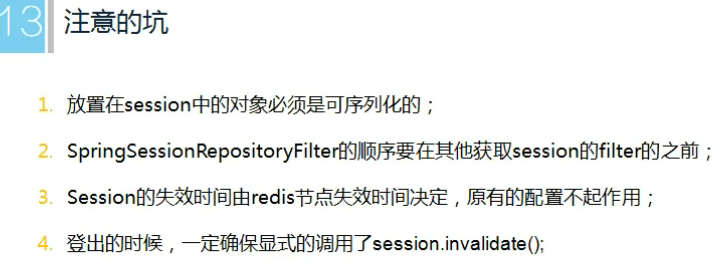 13 注意的坑
1. 放置在session中的对象必须是可序列化的；
2. SpringSessionRepositoryFilter的顺序要在其他获取session的filter的之前；
3. Session的失效时间由redis节点失效时间决定，原有的配置不起作用；
4. 登出的时候，一定确保显式的调用了session.invalidate();